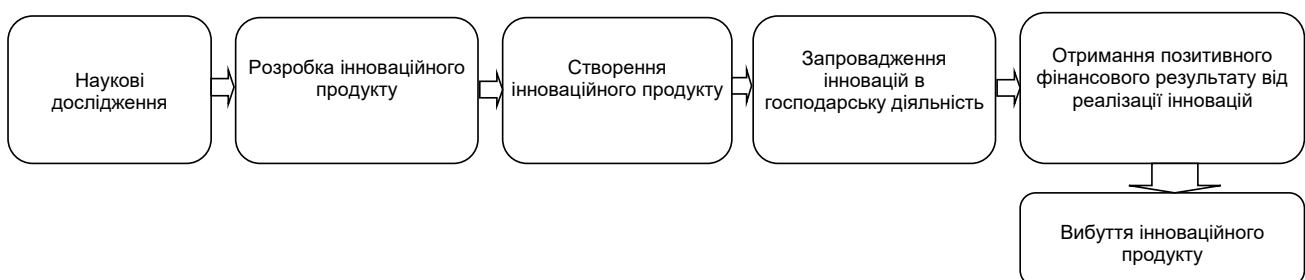 Наукові
дослідження
Розробка інноваційного
продукту
Створення
інноваційного продукту
Запровадження
інновацій в
господарську діяльність
Отримання позитивного
фінансового результату від
реалізації інновацій
Вибуття інноваційного
продукту